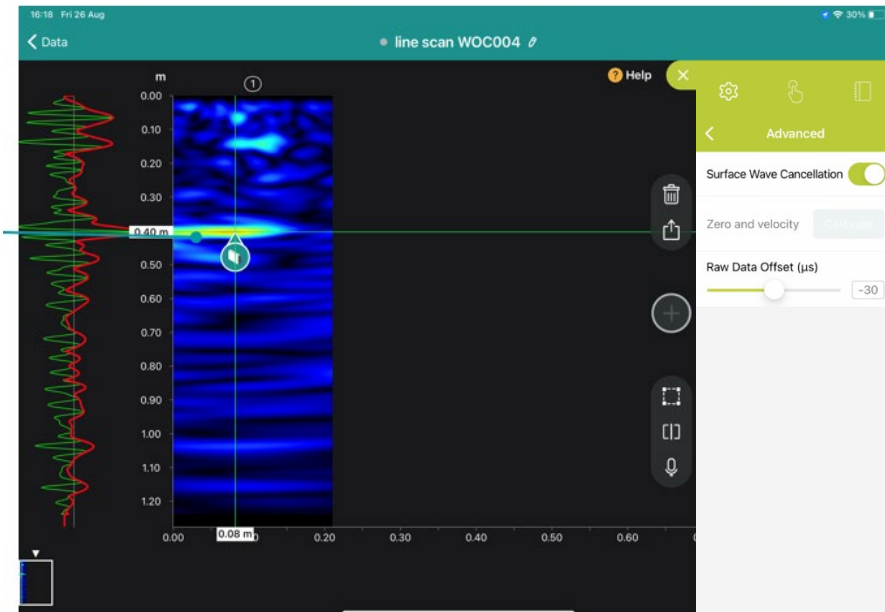 16:18 Fri 26 Aug
30%
Data
line scan WOC004
Help
m
1
0.00
0.10
0.20
0.30
0.40 m
0.50
0.60
0.70
0.80
0.90
1.00
1.10
1.20
0.00
0.08 m
0.20
0.30
0.40
0.50
0.60
Advanced
Surface Wave Cancellation
Zero and velocity
Raw Data Offset (µs)
-30